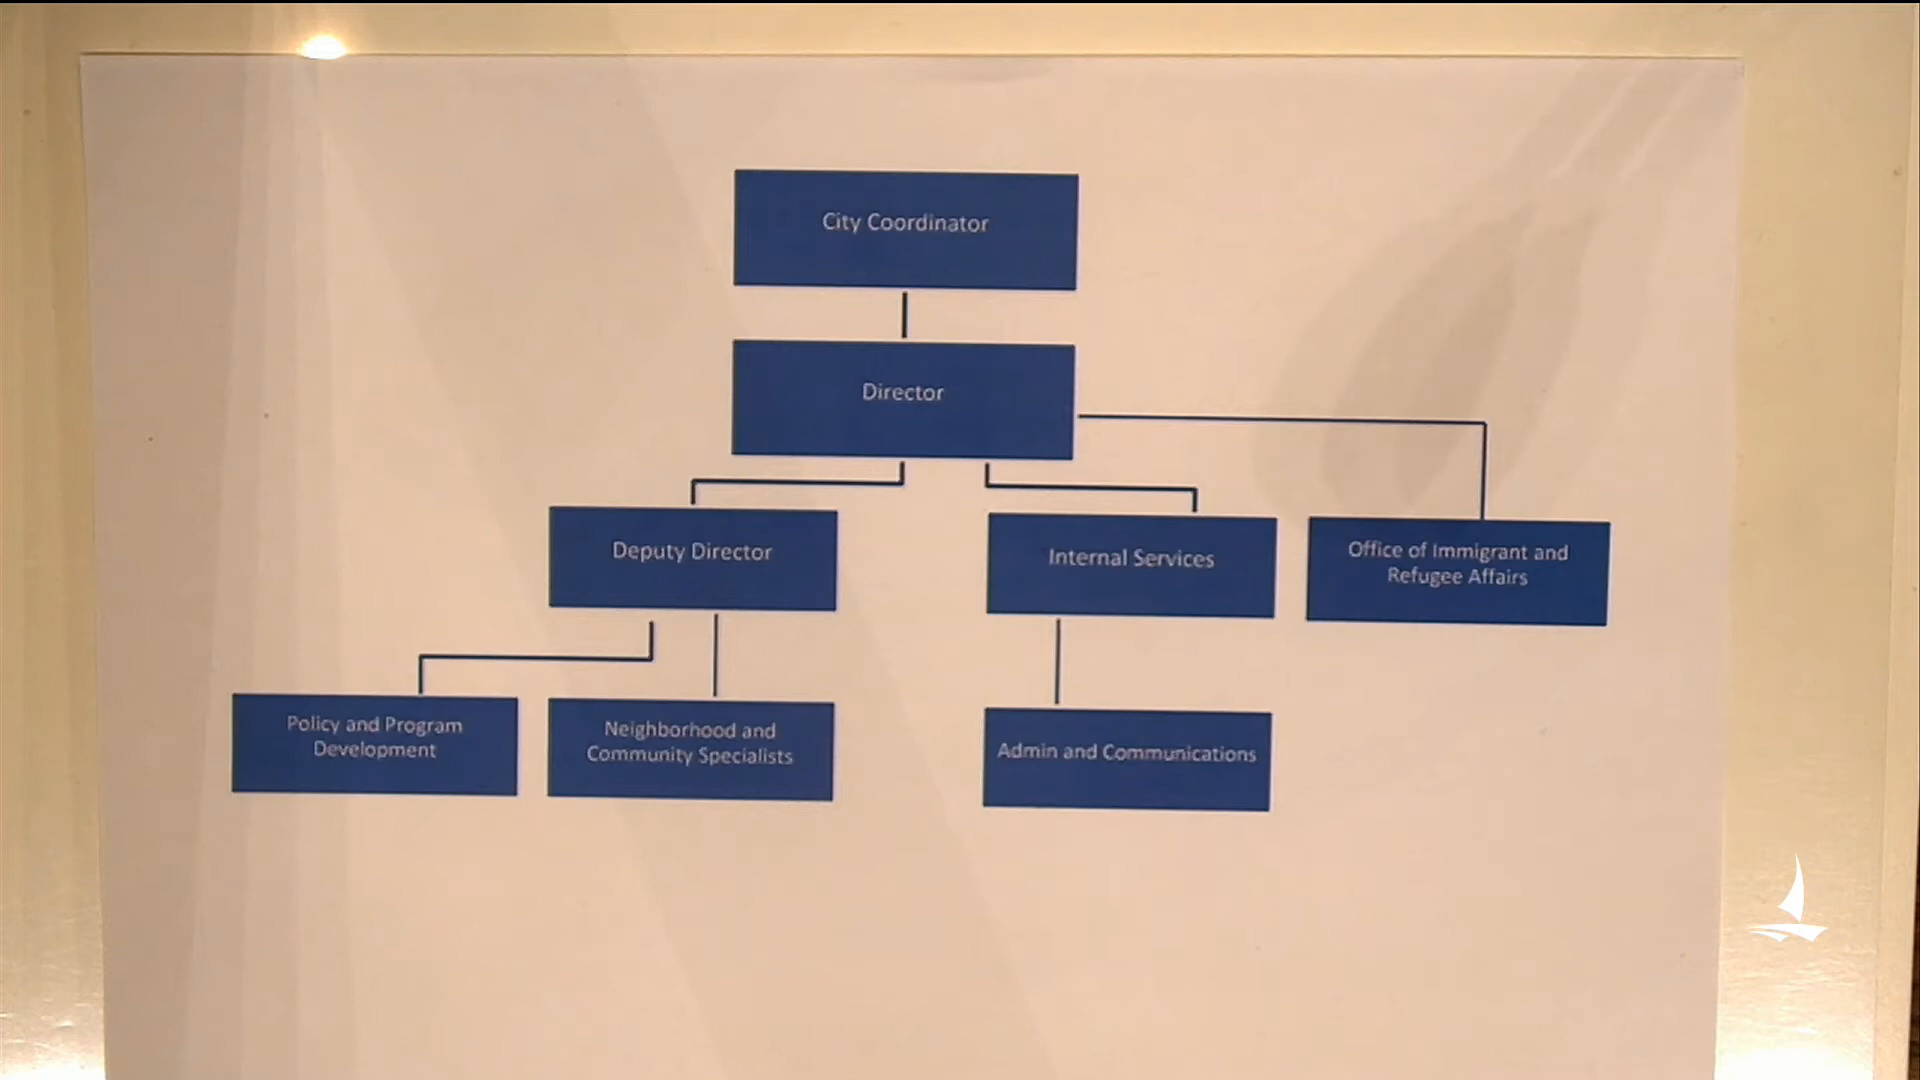 City Coordinator
Director
Deputy Director
Internal Services
Office of Immigrant and
Refugee Affairs
Policy and Program
Development
Neighborhood and
Community Specialists
Admin and Communications